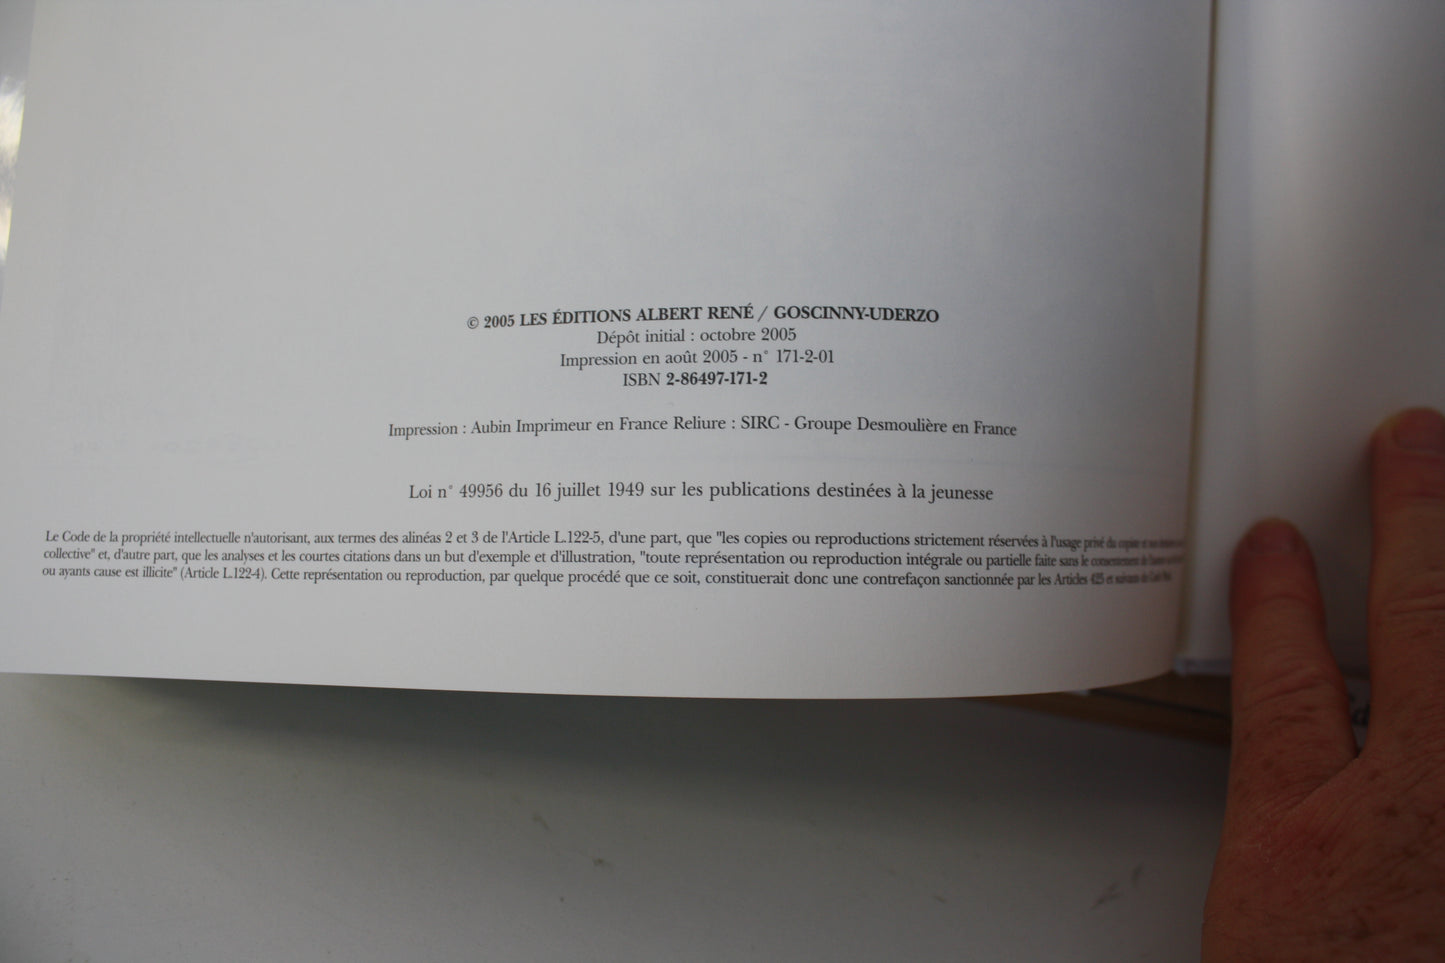 © 2005 LES ÉDITIONS ALBERT RENÉ / GOSCINNY-UDERZO
Dépôt initial : octobre 2005
Impression en août 2005 - n° 171-2-01
ISBN 2-86497-171-2
Impression : Aubin Imprimeur en France Reliure : SIRC - Groupe Desmoulière en France
Loi n° 49956 du 16 juillet 1949 sur les publications destinées à la jeunesse
Le Code de la propriété intellectuelle n'autorisant, aux termes des alinéas 2 et 3 de l'Article L.122-5, d'une part, que "les copies ou reproductions strictement réservées à l'usage privé du copiste et non
collective" et, d'autre part, que les analyses et les courtes citations dans un but d'exemple et d'illustration, "toute représentation ou reproduction intégrale ou partielle faite sans le consentement de l'auteur
ou ayants cause est illicite" (Article L.122-4). Cette représentation ou reproduction, par quelque procédé que ce soit, constituerait donc une contrefaçon sanctionnée par les Articles 425 et suivants du